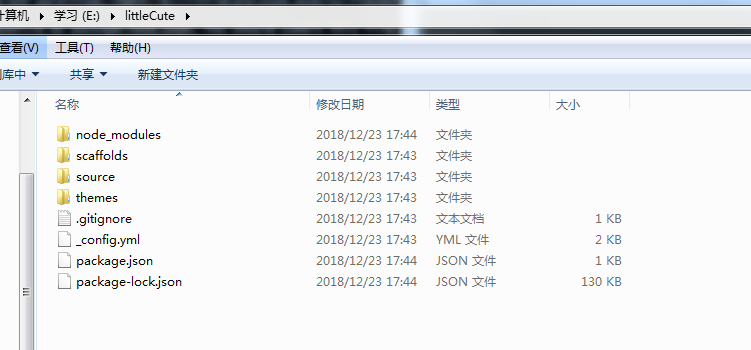 计算机 ▸ 学习 (E:) ▸ littleCute ▸
查看(V) 工具(T) 帮助(H)
库中 ▼ 共享 ▼ 新建文件夹
名称 修改日期 类型 大小
node_modules 2018/12/23 17:44 文件夹
scaffolds 2018/12/23 17:43 文件夹
source 2018/12/23 17:43 文件夹
themes 2018/12/23 17:43 文件夹
.gitignore 2018/12/23 17:43 文本文档 1 KB
_config.yml 2018/12/23 17:43 YML 文件 2 KB
package.json 2018/12/23 17:44 JSON 文件 1 KB
package-lock.json 2018/12/23 17:44 JSON 文件 130 KB